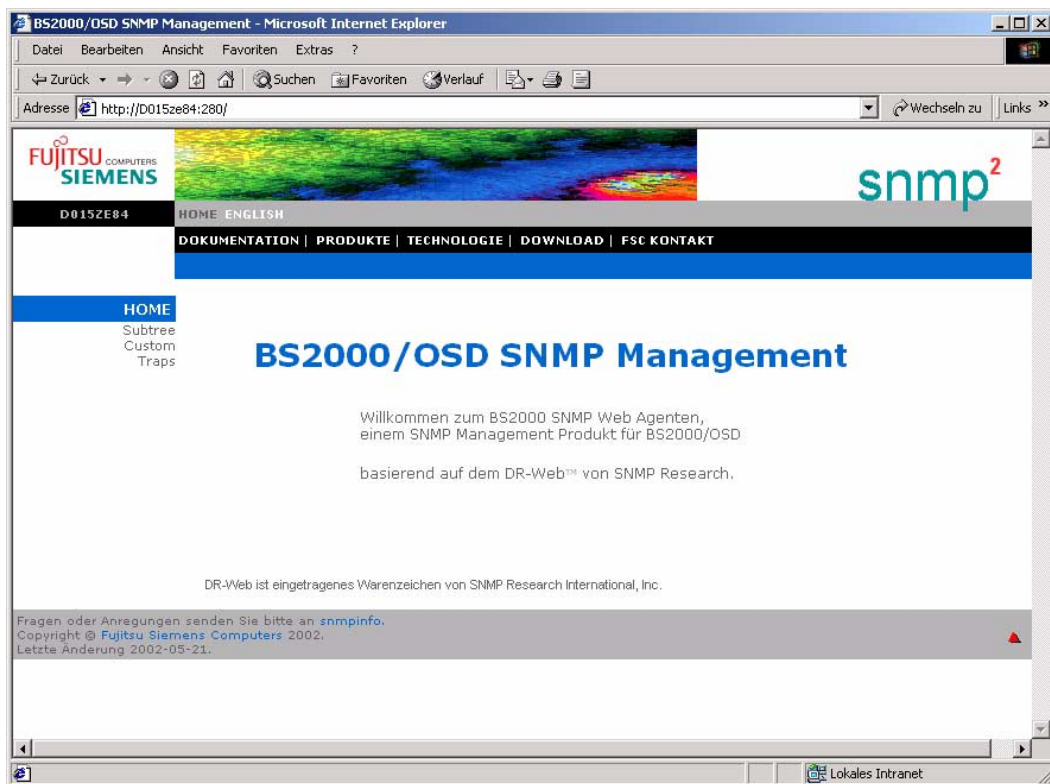 BS2000/OSD SNMP Management - Microsoft Internet Explorer
Datei Bearbeiten Ansicht Favoriten Extras ?
Zurück Suchen Favoriten Verlauf
Adresse http://D015ze84:280/ Wechseln zu Links »
FUJITSU COMPUTERS
SIEMENS
snmp2
D015ZE84 HOME ENGLISH
DOKUMENTATION | PRODUKTE | TECHNOLOGIE | DOWNLOAD | FSC KONTAKT
HOME
Subtree
Custom
Traps
BS2000/OSD SNMP Management
Willkommen zum BS2000 SNMP Web Agenten,
einem SNMP Management Produkt für BS2000/OSD
basierend auf dem DR-Web™ von SNMP Research.
DR-Web ist eingetragenes Warenzeichen von SNMP Research International, Inc.
Fragen oder Anregungen senden Sie bitte an snmpinfo.
Copyright © Fujitsu Siemens Computers 2002.
Letzte Änderung 2002-05-21.
Lokales Intranet